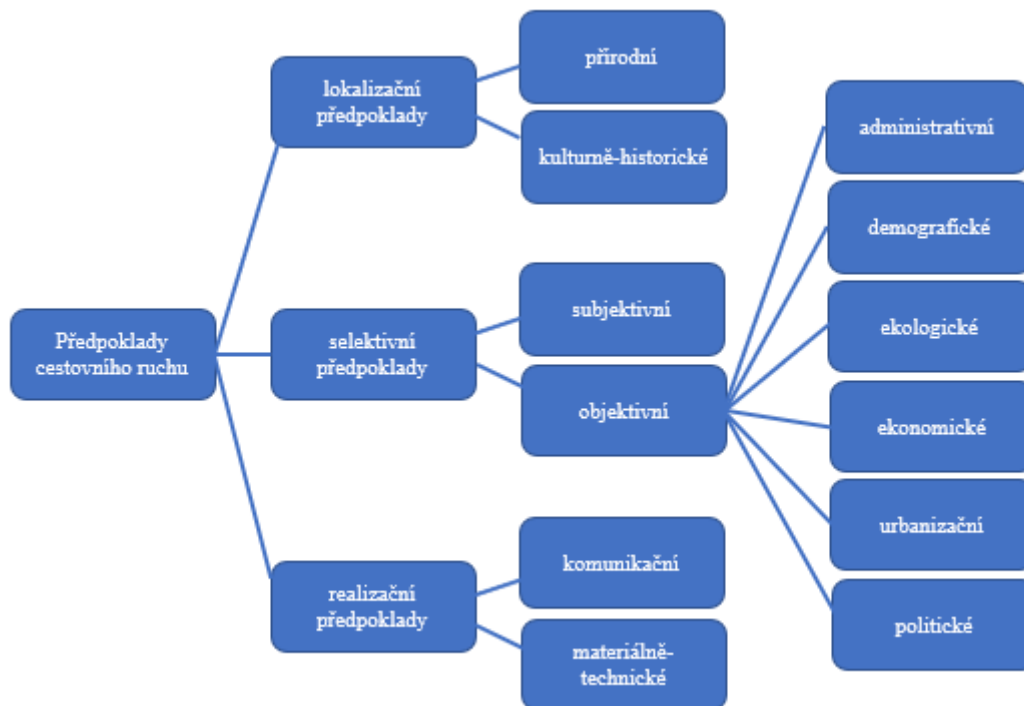 Předpoklady
cestovního ruchu
lokalizační
předpoklady
přírodní
kulturně-historické
selektivní
předpoklady
subjektivní
objektivní
administrativní
demografické
ekologické
ekonomické
urbanizační
politické
realizační
předpoklady
komunikační
materiálně-
technické